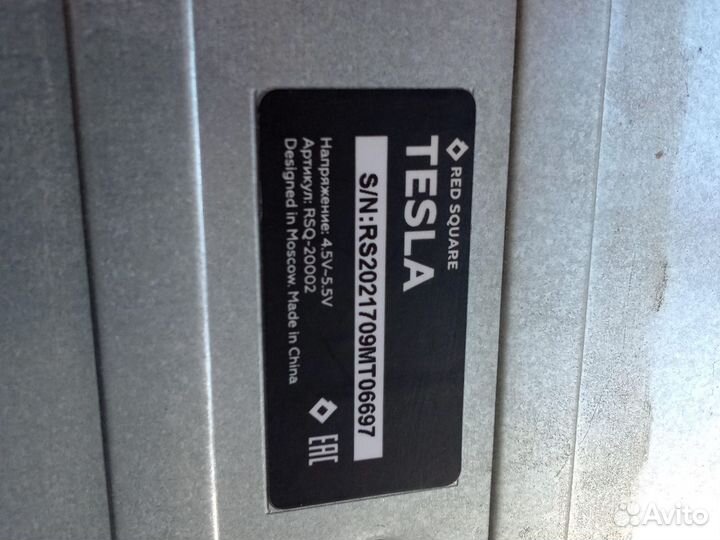 RED SQUARE
TESLA
S/N:RS2021709MT06697
Напряжение: 4.5V-5.5V
Артикул: RSQ-20002
Designed in Moscow. Made in China
EAC
Avito